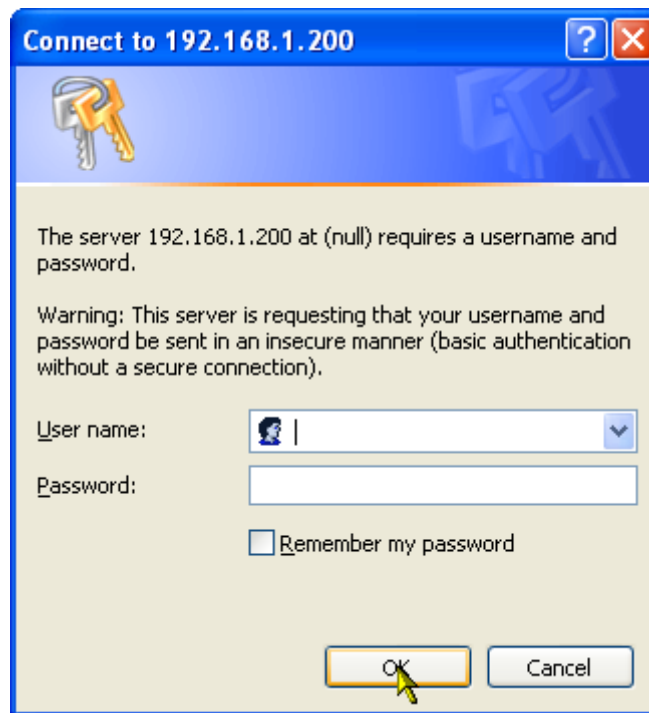 Connect to 192.168.1.200
The server 192.168.1.200 at (null) requires a username and
password.
Warning: This server is requesting that your username and
password be sent in an insecure manner (basic authentication
without a secure connection).
User name:
Password:
Remember my password
OK
Cancel